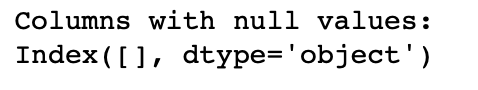 Columns with null values:
Index([], dtype='object')